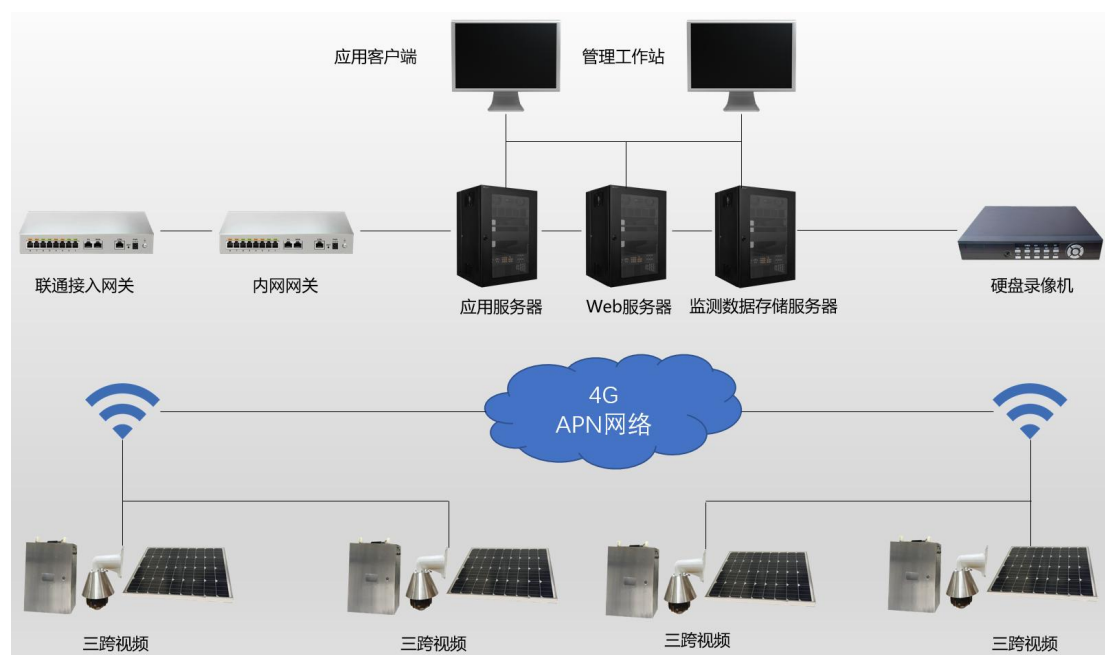 应用客户端
管理工作站
联通接入网关
内网网关
应用服务器
Web服务器
监测数据存储服务器
硬盘录像机
4G
APN网络
三跨视频
三跨视频
三跨视频
三跨视频